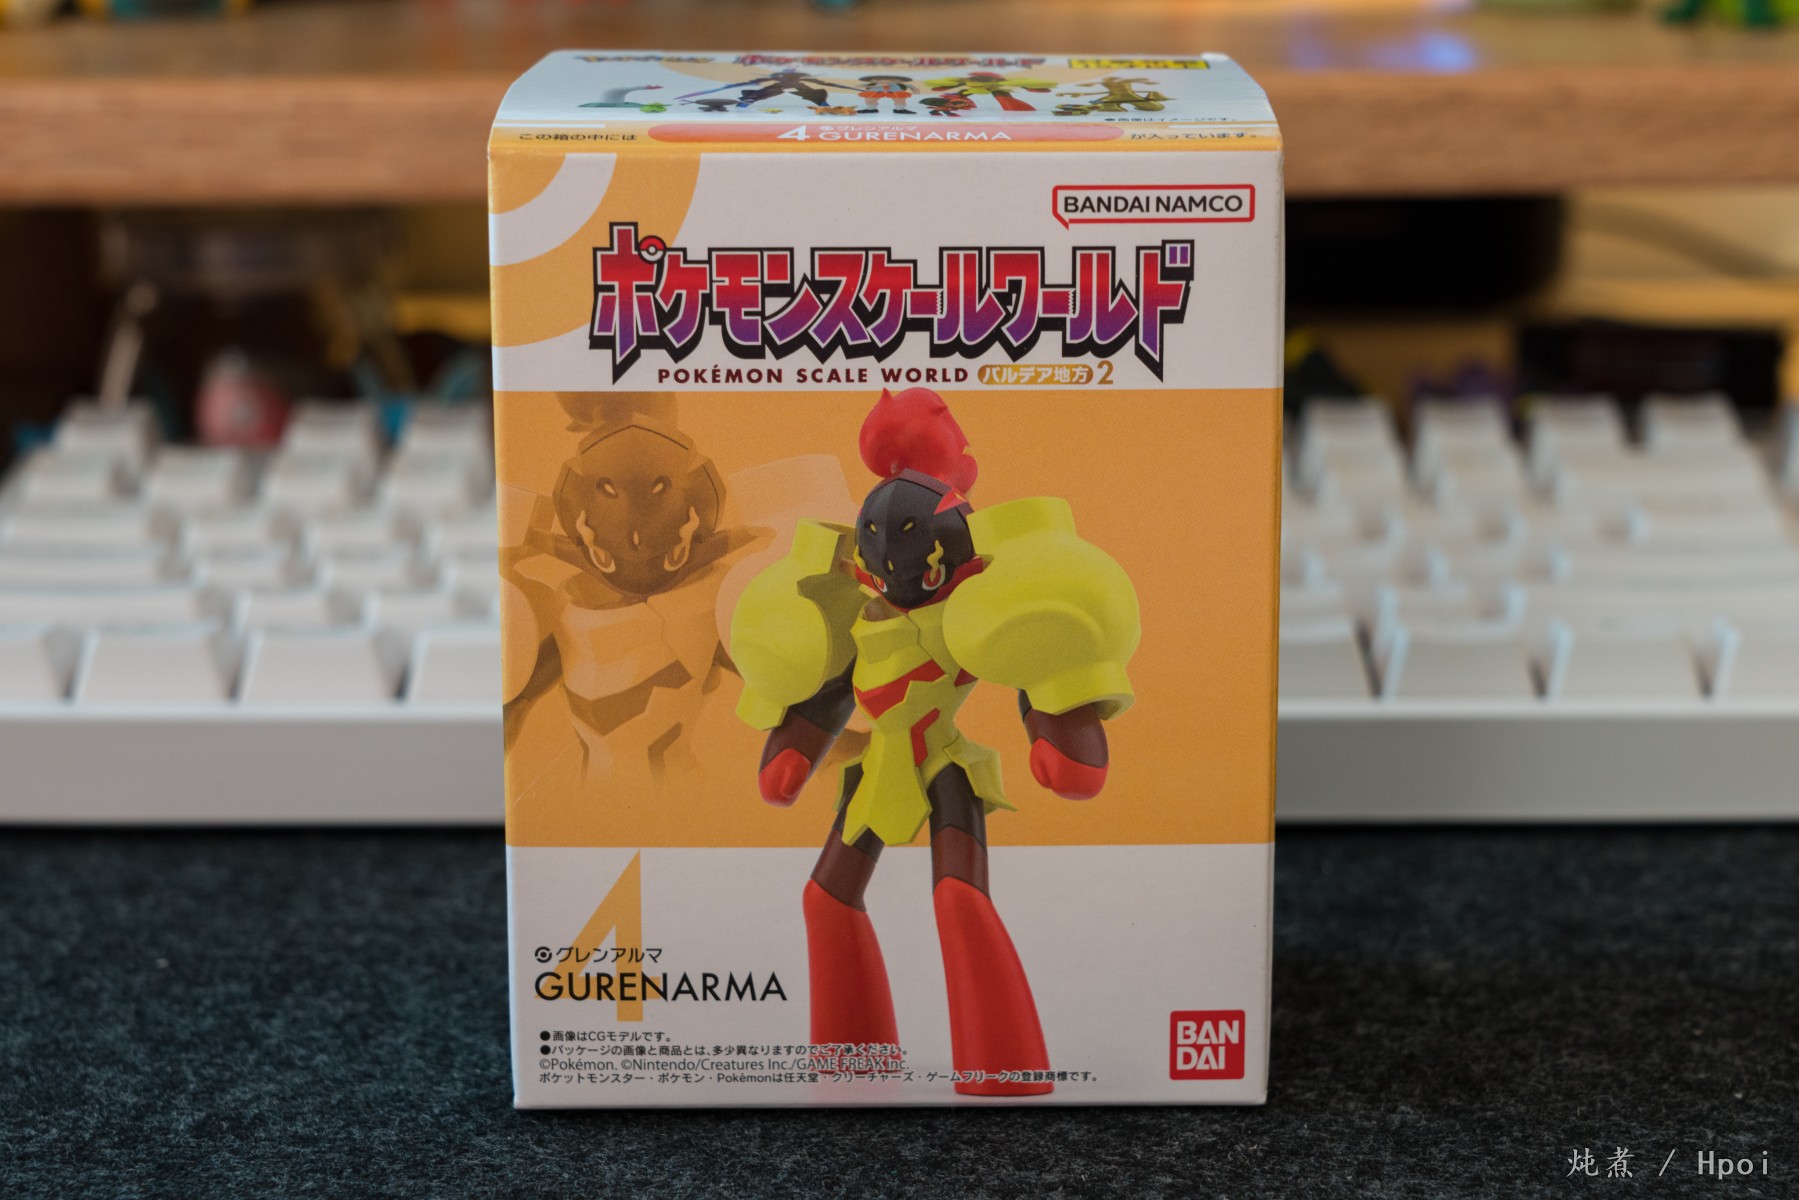 この箱の中には 4 グレンアルマ GURENARMA が入っています。
BANDAI NAMCO
ポケモンスケールワールド
POKÉMON SCALE WORLD パルデア地方 2
4
グレンアルマ
GURENARMA
●画像はCGモデルです。
●パッケージの画像と商品とは、多少異なりますのでご了承ください。
©Pokémon. ©Nintendo/Creatures Inc./GAME FREAK inc.
ポケットモンスター・ポケモン・Pokémonは任天堂・クリーチャーズ・ゲームフリークの登録商標です。
BAN
DAI
炖煮 / Hpoi